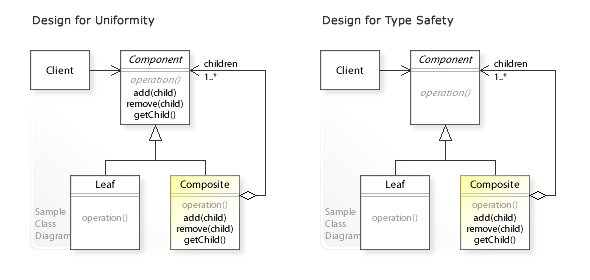 Design for Uniformity
Client
Component
operation()
add(child)
remove(child)
getChild()
children
1..*
Leaf
operation()
Composite
operation()
add(child)
remove(child)
getChild()
Sample
Class
Diagram
Design for Type Safety
Client
Component
operation()
children
1..*
Leaf
operation()
Composite
operation()
add(child)
remove(child)
getChild()
Sample
Class
Diagram